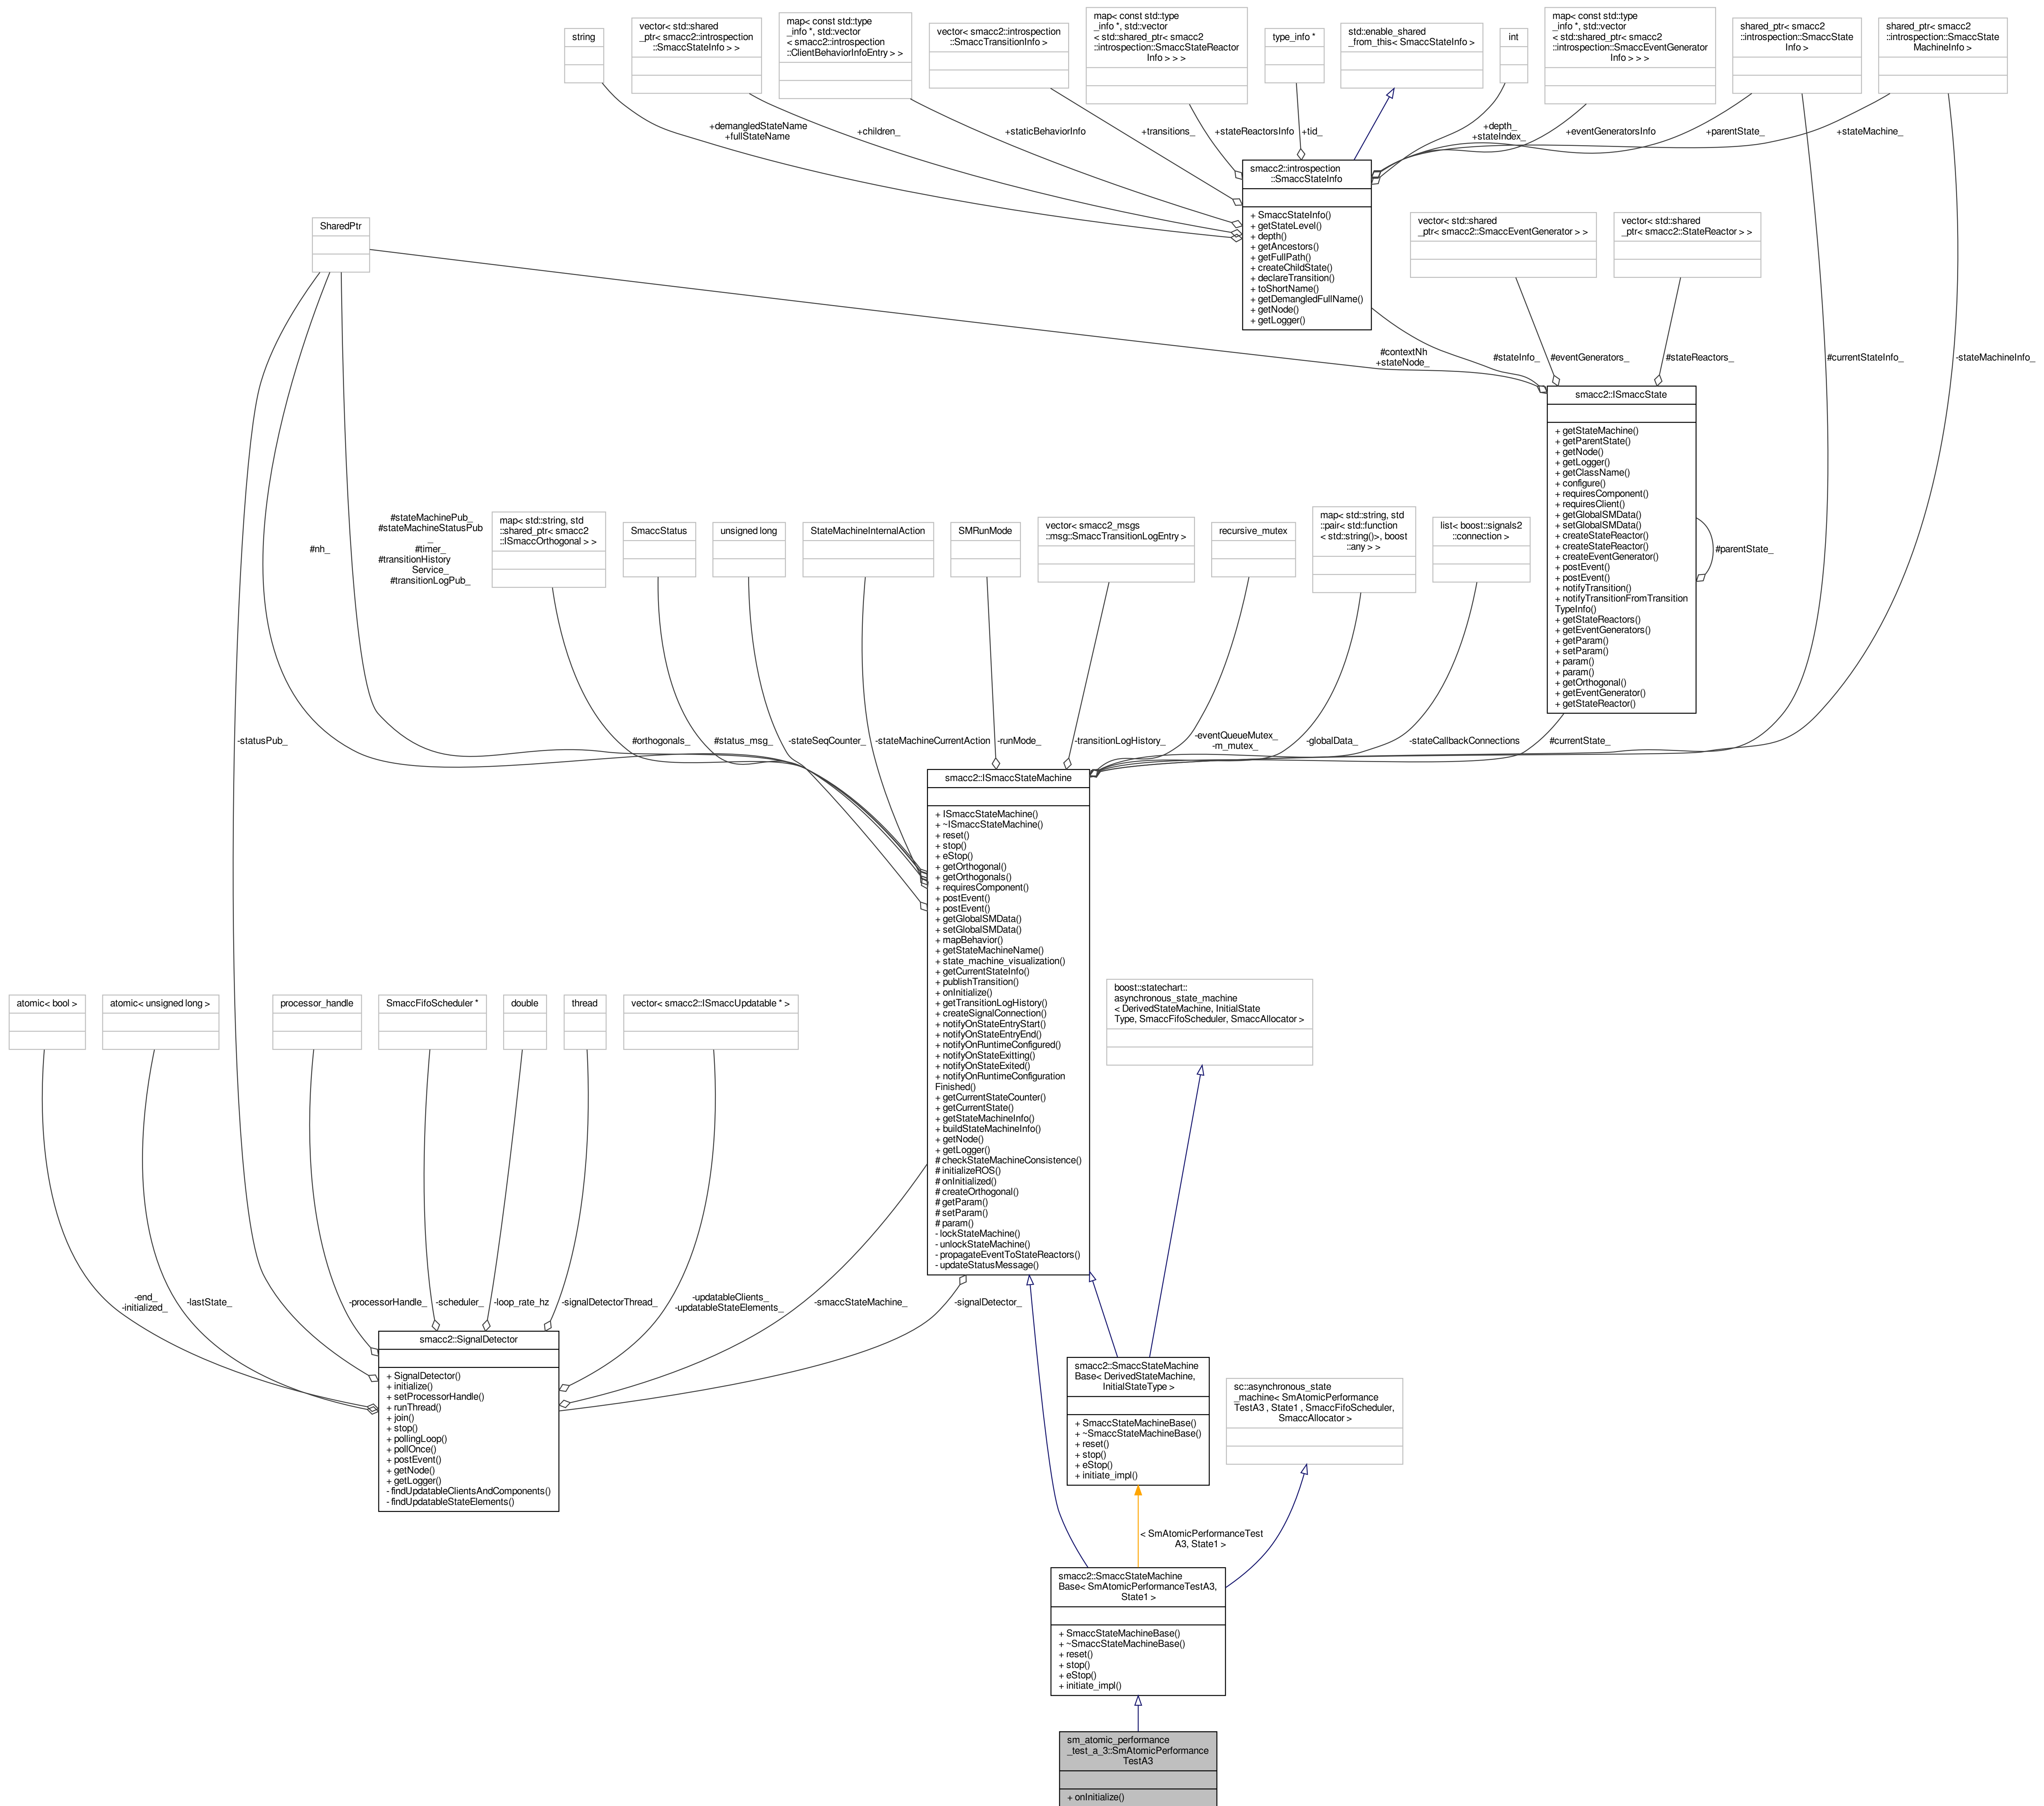 string
vector< std::shared
_ptr< smacc2::introspection
::SmaccStateInfo > >
map< const std::type
_info *, std::vector
< smacc2::introspection
::ClientBehaviorInfoEntry > >
vector< smacc2::introspection
::SmaccTransitionInfo >
map< const std::type
_info *, std::vector
< std::shared_ptr< smacc2
::introspection::SmaccStateReactor
Info > > >
type_info *
std::enable_shared
_from_this< SmaccStateInfo >
int
map< const std::type
_info *, std::vector
< std::shared_ptr< smacc2
::introspection::SmaccEventGenerator
Info > > >
shared_ptr< smacc2
::introspection::SmaccState
Info >
shared_ptr< smacc2
::introspection::SmaccState
MachineInfo >
+demangledStateName
+fullStateName
+children_
+staticBehaviorInfo
+transitions_
+stateReactorsInfo
+tid_
+depth_
+stateIndex_
+eventGeneratorsInfo
+parentState_
+stateMachine_
smacc2::introspection
::SmaccStateInfo
+ SmaccStateInfo()
+ getStateLevel()
+ depth()
+ getAncestors()
+ getFullPath()
+ createChildState()
+ declareTransition()
+ toShortName()
+ getDemangledFullName()
+ getNode()
+ getLogger()
SharedPtr
vector< std::shared
_ptr< smacc2::SmaccEventGenerator > >
vector< std::shared
_ptr< smacc2::StateReactor > >
#contextNh
+stateNode_
#stateInfo_
#eventGenerators_
#stateReactors_
#currentStateInfo_
-stateMachineInfo_
smacc2::ISmaccState
+ getStateMachine()
+ getParentState()
+ getNode()
+ getLogger()
+ getClassName()
+ configure()
+ requiresComponent()
+ requiresClient()
+ getGlobalSMData()
+ setGlobalSMData()
+ createStateReactor()
+ createStateReactor()
+ createEventGenerator()
+ postEvent()
+ postEvent()
+ notifyTransition()
+ notifyTransitionFromTransition
TypeInfo()
+ getStateReactors()
+ getEventGenerators()
+ getParam()
+ setParam()
+ param()
+ param()
+ getOrthogonal()
+ getEventGenerator()
+ getStateReactor()
#parentState_
#nh_
#stateMachinePub_
#stateMachineStatusPub
_
#timer_
#transitionHistory
Service_
#transitionLogPub_
map< std::string, std
::shared_ptr< smacc2
::ISmaccOrthogonal > >
SmaccStatus
unsigned long
StateMachineInternalAction
SMRunMode
vector< smacc2_msgs
::msg::SmaccTransitionLogEntry >
recursive_mutex
map< std::string, std
::pair< std::function
< std::string()>, boost
::any > >
list< boost::signals2
::connection >
-statusPub_
#orthogonals_
#status_msg_
-stateSeqCounter_
-stateMachineCurrentAction
-runMode_
-transitionLogHistory_
-eventQueueMutex_
-m_mutex_
-globalData_
-stateCallbackConnections
#currentState_
smacc2::ISmaccStateMachine
+ ISmaccStateMachine()
+ ~ISmaccStateMachine()
+ reset()
+ stop()
+ eStop()
+ getOrthogonal()
+ getOrthogonals()
+ requiresComponent()
+ postEvent()
+ postEvent()
+ getGlobalSMData()
+ setGlobalSMData()
+ mapBehavior()
+ getStateMachineName()
+ state_machine_visualization()
+ getCurrentStateInfo()
+ publishTransition()
+ onInitialize()
+ getTransitionLogHistory()
+ createSignalConnection()
+ notifyOnStateEntryStart()
+ notifyOnStateEntryEnd()
+ notifyOnRuntimeConfigured()
+ notifyOnStateExitting()
+ notifyOnStateExited()
+ notifyOnRuntimeConfiguration
Finished()
+ getCurrentStateCounter()
+ getCurrentState()
+ getStateMachineInfo()
+ buildStateMachineInfo()
+ getNode()
+ getLogger()
# checkStateMachineConsistence()
# initializeROS()
# onInitialized()
# createOrthogonal()
# getParam()
# setParam()
# param()
- lockStateMachine()
- unlockStateMachine()
- propagateEventToStateReactors()
- updateStatusMessage()
atomic< bool >
atomic< unsigned long >
processor_handle
SmaccFifoScheduler *
double
thread
vector< smacc2::ISmaccUpdatable * >
boost::statechart::
asynchronous_state_machine
< DerivedStateMachine, InitialState
Type, SmaccFifoScheduler, SmaccAllocator >
-end_
-initialized_
-lastState_
-processorHandle_
-scheduler_
-loop_rate_hz
-signalDetectorThread_
-updatableClients_
-updatableStateElements_
-smaccStateMachine_
-signalDetector_
smacc2::SignalDetector
+ SignalDetector()
+ initialize()
+ setProcessorHandle()
+ runThread()
+ join()
+ stop()
+ pollingLoop()
+ pollOnce()
+ postEvent()
+ getNode()
+ getLogger()
- findUpdatableClientsAndComponents()
- findUpdatableStateElements()
smacc2::SmaccStateMachine
Base< DerivedStateMachine,
InitialStateType >
+ SmaccStateMachineBase()
+ ~SmaccStateMachineBase()
+ reset()
+ stop()
+ eStop()
+ initiate_impl()
sc::asynchronous_state
_machine< SmAtomicPerformance
TestA3 , State1 , SmaccFifoScheduler,
SmaccAllocator >
< SmAtomicPerformanceTest
A3, State1 >
smacc2::SmaccStateMachine
Base< SmAtomicPerformanceTestA3,
State1 >
+ SmaccStateMachineBase()
+ ~SmaccStateMachineBase()
+ reset()
+ stop()
+ eStop()
+ initiate_impl()
sm_atomic_performance
_test_a_3::SmAtomicPerformance
TestA3
+ onInitialize()